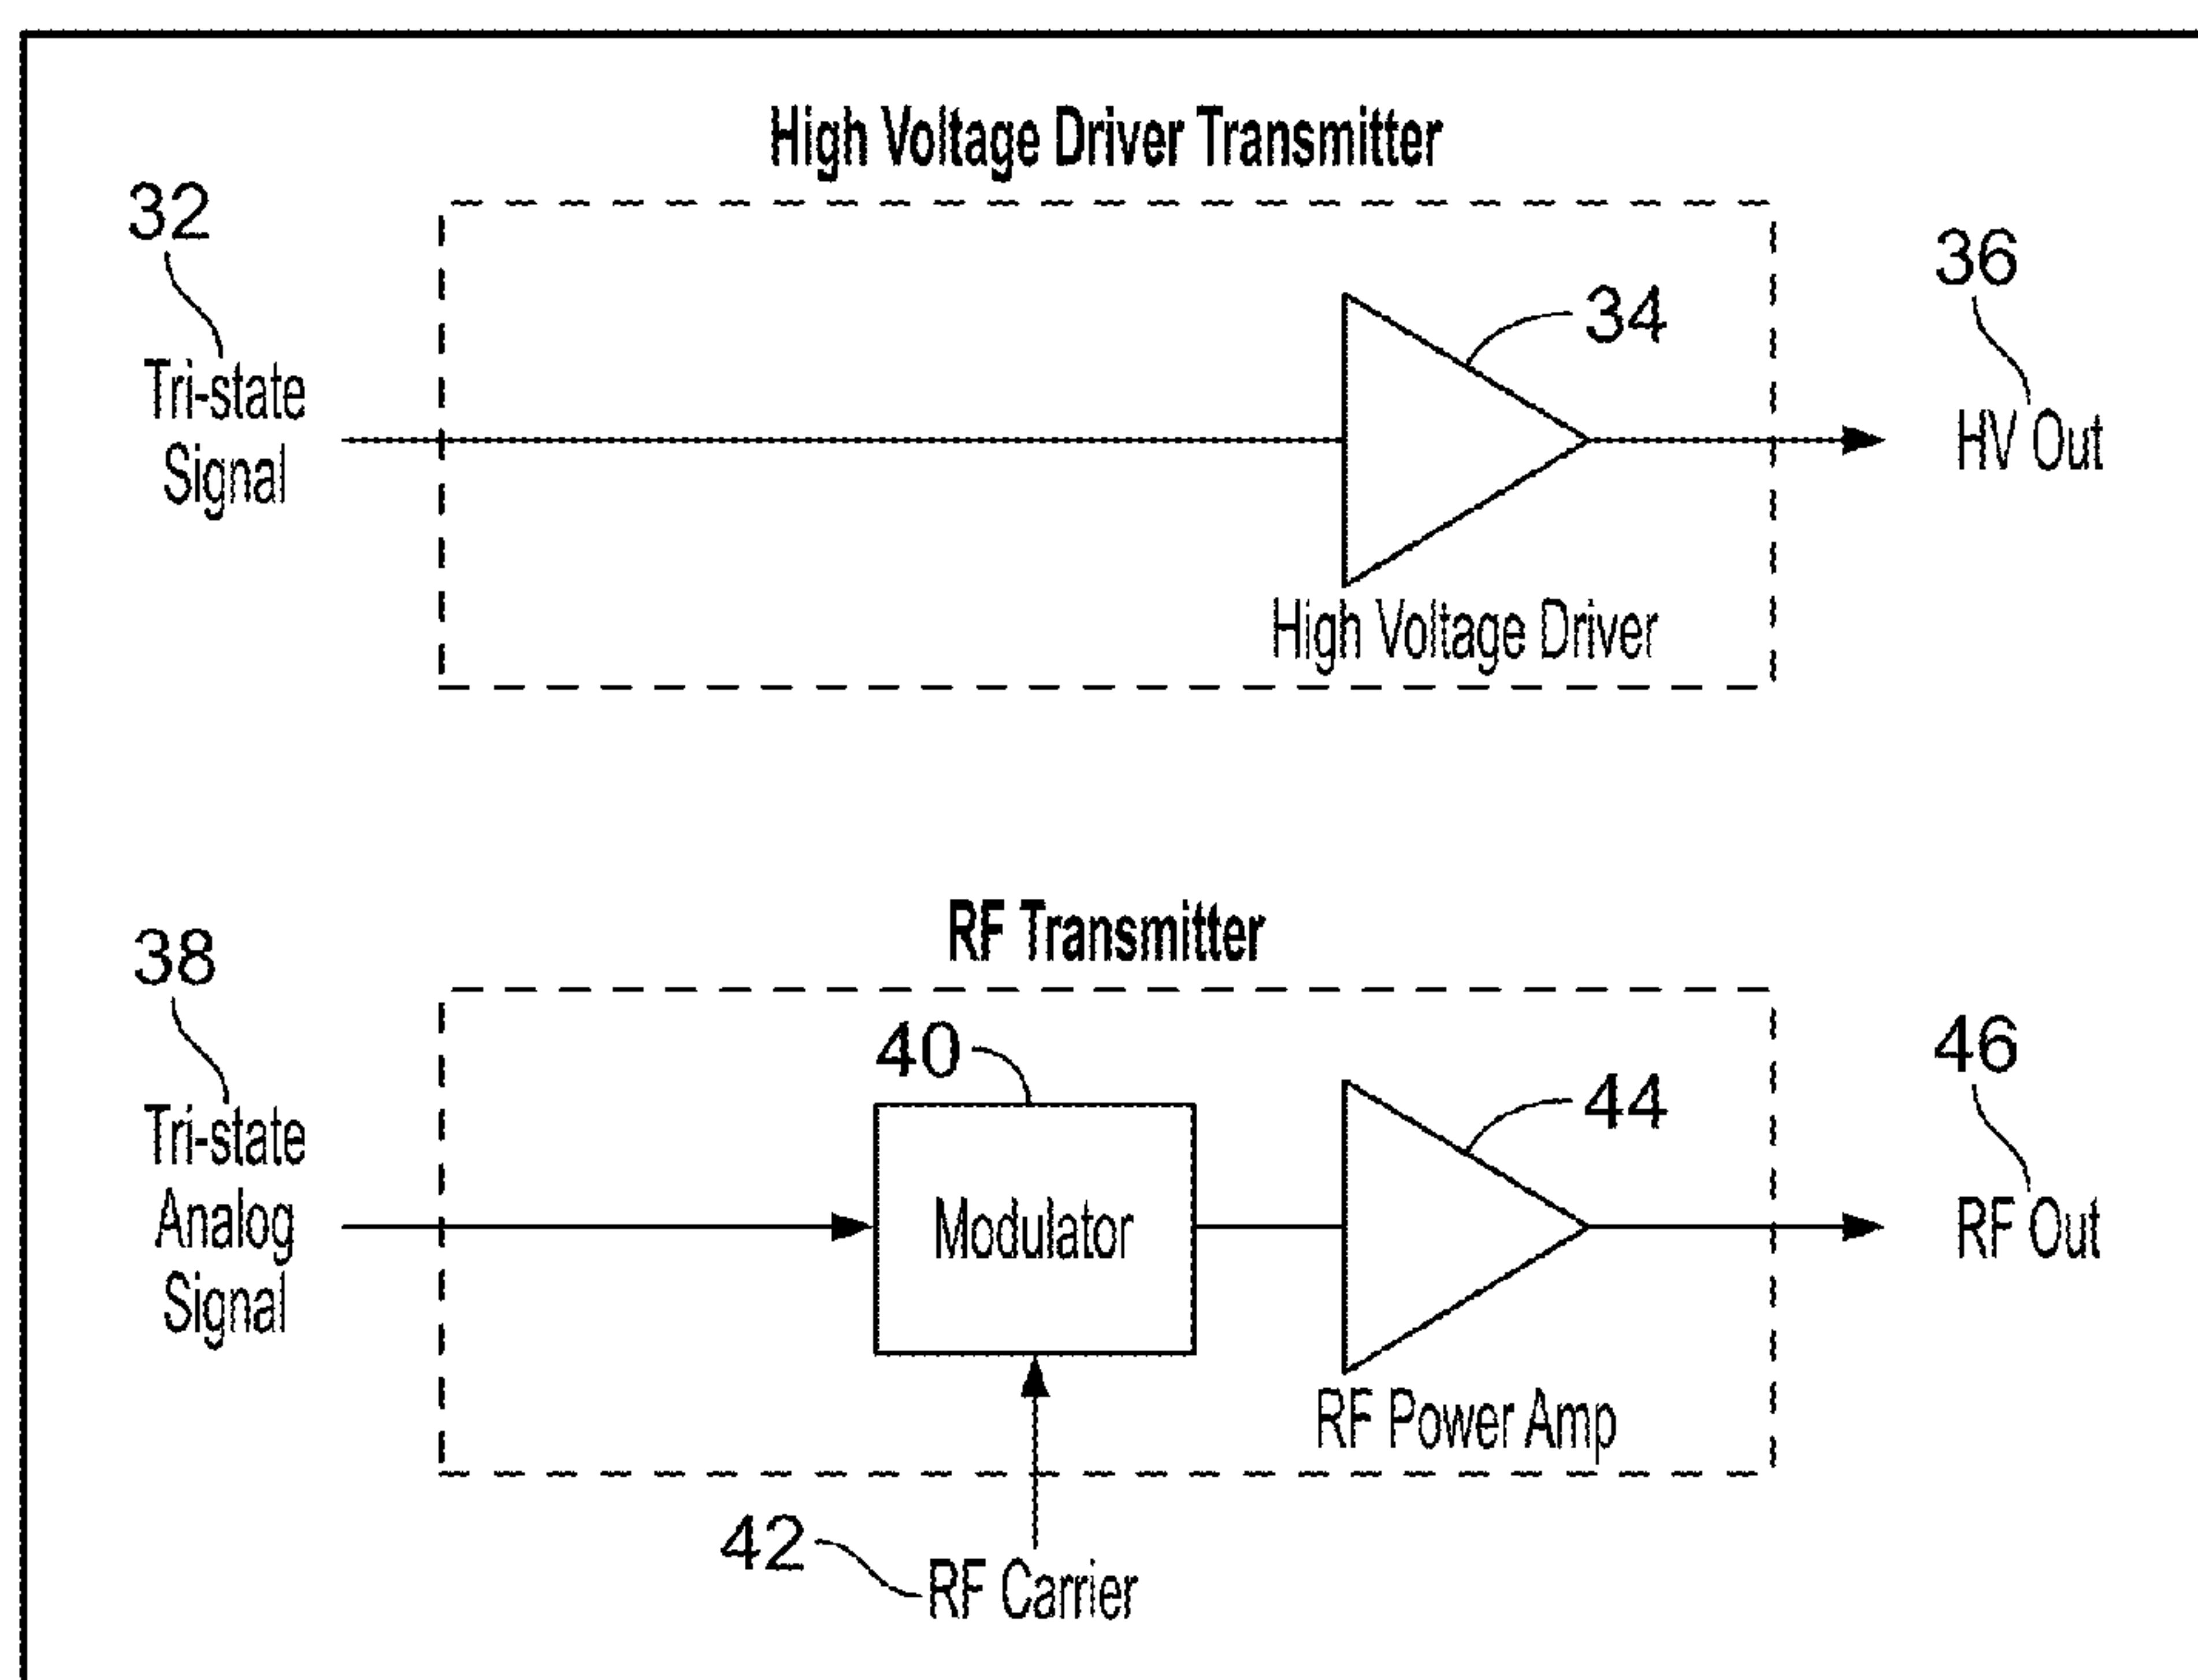 High Voltage Driver Transmitter
32
36
34
Tri-state
Signal
HV Out
High Voltage Driver
RF Transmitter
38
40
46
44
Tri-state
Analog
Signal
Modulator
RF Out
RF Power Amp
42
RF Carrier